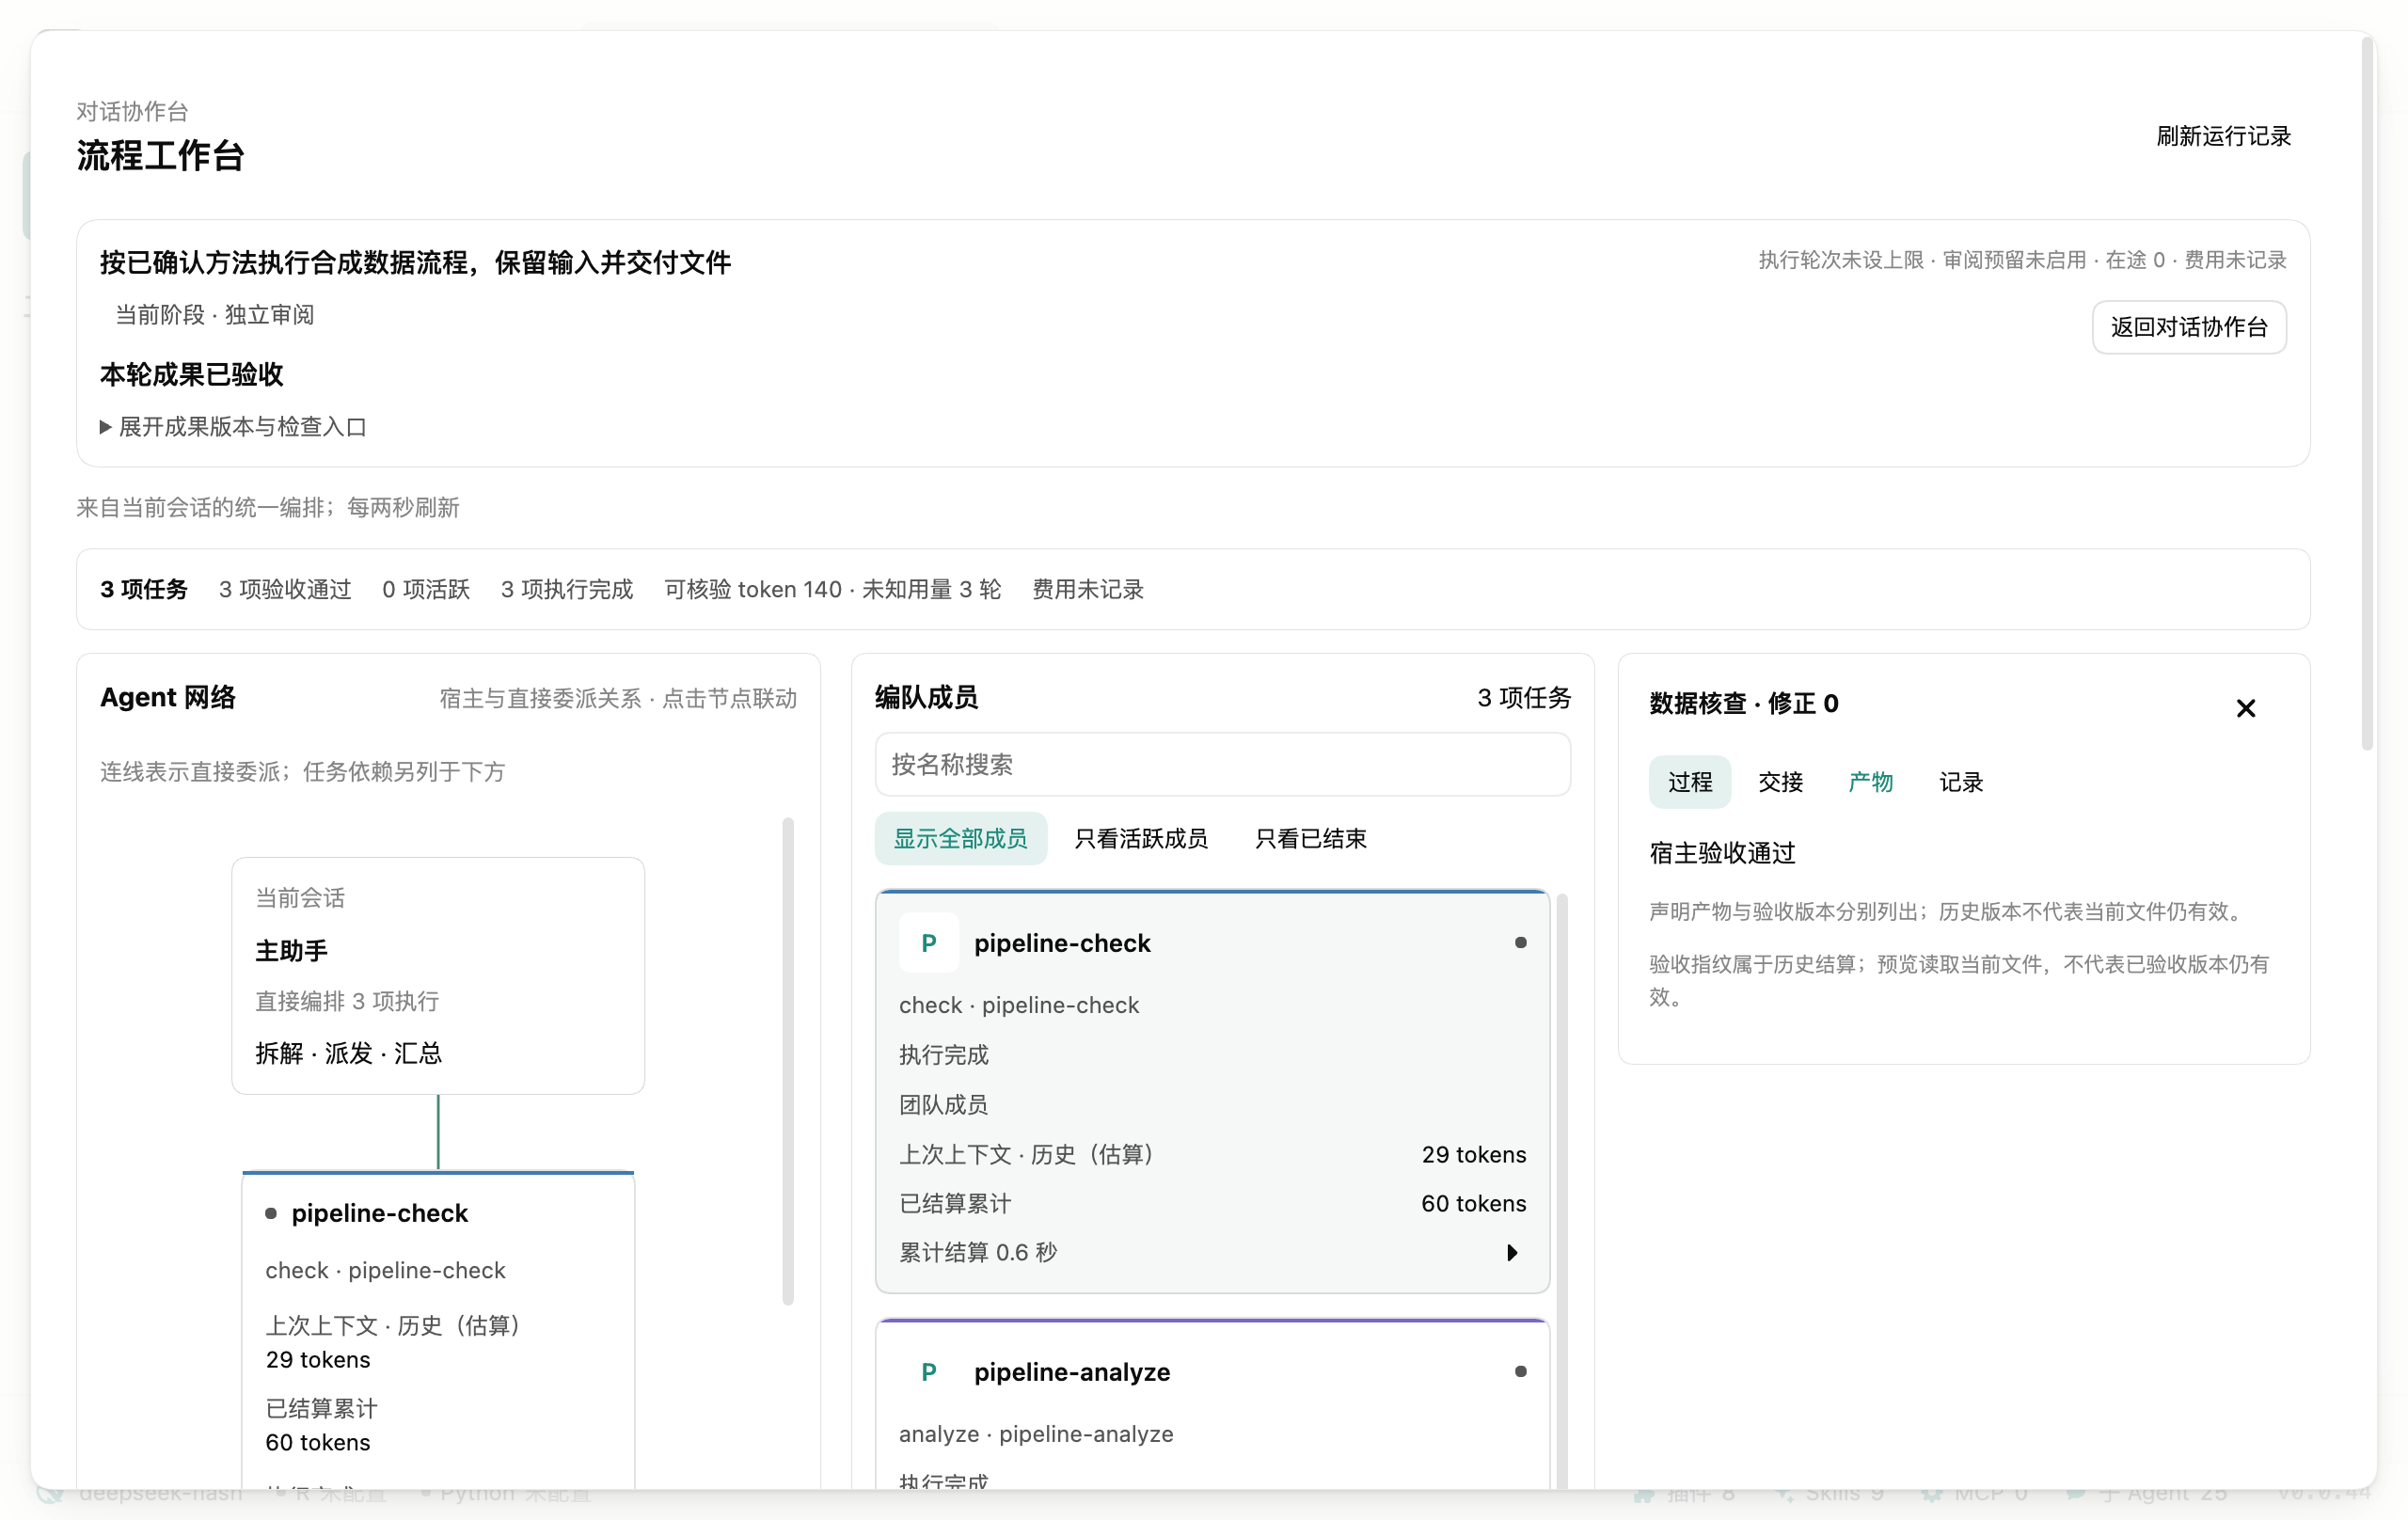 对话协作台
流程工作台
刷新运行记录
按已确认方法执行合成数据流程，保留输入并交付文件
执行轮次未设上限 · 审阅预留未启用 · 在途 0 · 费用未记录
当前阶段 · 独立审阅
返回对话协作台
本轮成果已验收
▶ 展开成果版本与检查入口
来自当前会话的统一编排；每两秒刷新
3 项任务 3 项验收通过 0 项活跃 3 项执行完成 可核验 token 140 · 未知用量 3 轮 费用未记录
Agent 网络
宿主与直接委派关系 · 点击节点联动
连线表示直接委派；任务依赖另列于下方
当前会话
主助手
直接编排 3 项执行
拆解 · 派发 · 汇总
pipeline-check
check · pipeline-check
上次上下文 · 历史（估算）
29 tokens
已结算累计
60 tokens
编队成员
3 项任务
按名称搜索
显示全部成员 只看活跃成员 只看已结束
P pipeline-check
check · pipeline-check
执行完成
团队成员
上次上下文 · 历史（估算） 29 tokens
已结算累计 60 tokens
累计结算 0.6 秒
P pipeline-analyze
analyze · pipeline-analyze
执行完成
数据核查 · 修正 0
过程 交接 产物 记录
宿主验收通过
声明产物与验收版本分别列出；历史版本不代表当前文件仍有效。
验收指纹属于历史结算；预览读取当前文件，不代表已验收版本仍有
效。
R 未配置 Python 未配置
插件 8 Skills 9 MCP 0 子 Agent 25 v0.0.44